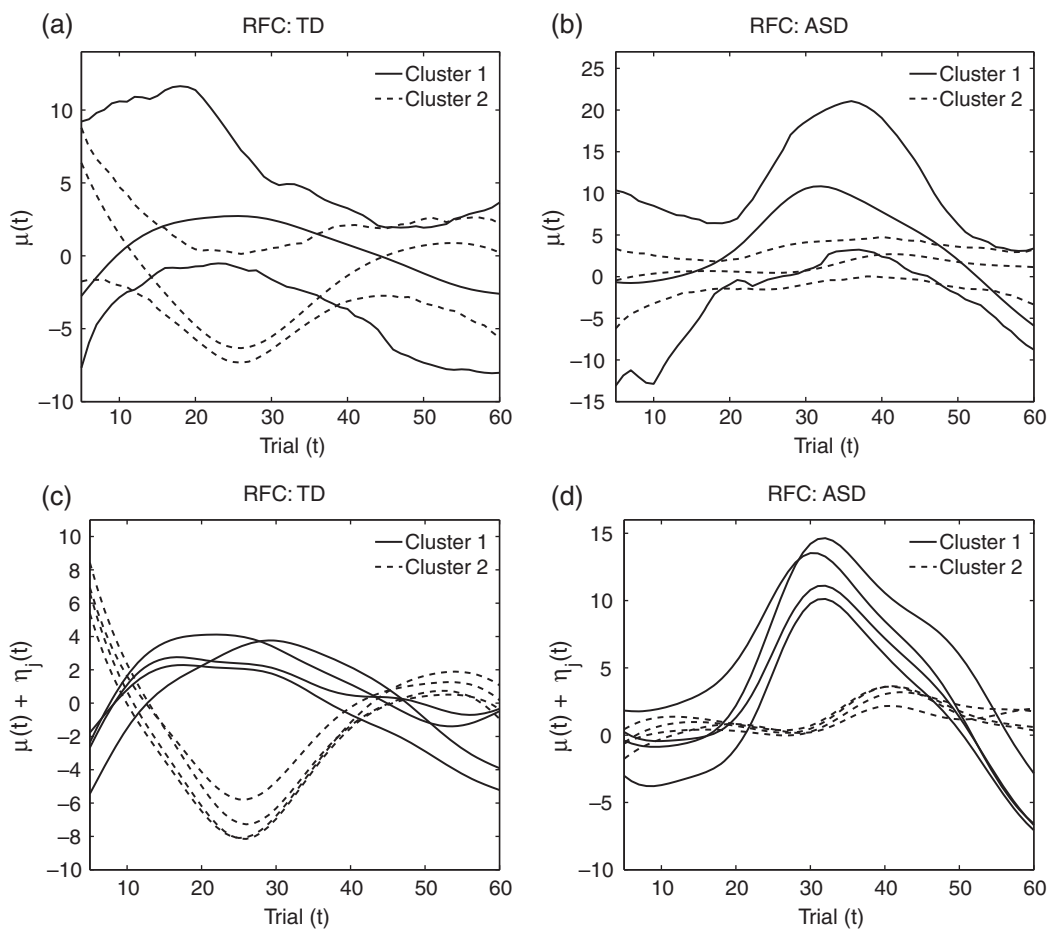 (a)
RFC: TD
Cluster 1
Cluster 2
10
5
0
−5
−10
μ(t)
10 20 30 40 50 60
Trial (t)
(b)
RFC: ASD
Cluster 1
Cluster 2
25
20
15
10
5
0
−5
−10
−15
μ(t)
10 20 30 40 50 60
Trial (t)
(c)
RFC: TD
Cluster 1
Cluster 2
10
8
6
4
2
0
−2
−4
−6
−8
−10
μ(t) + η_j(t)
10 20 30 40 50 60
Trial (t)
(d)
RFC: ASD
Cluster 1
Cluster 2
15
10
5
0
−5
−10
μ(t) + η_j(t)
10 20 30 40 50 60
Trial (t)